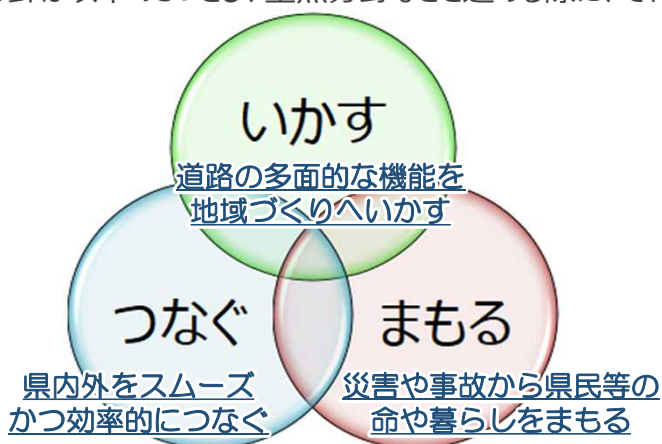 いかす
道路の多面的な機能を
地域づくりへいかす
つなぐ
県内外をスムーズ
かつ効率的につなぐ
まもる
災害や事故から県民等の
命や暮らしをまもる